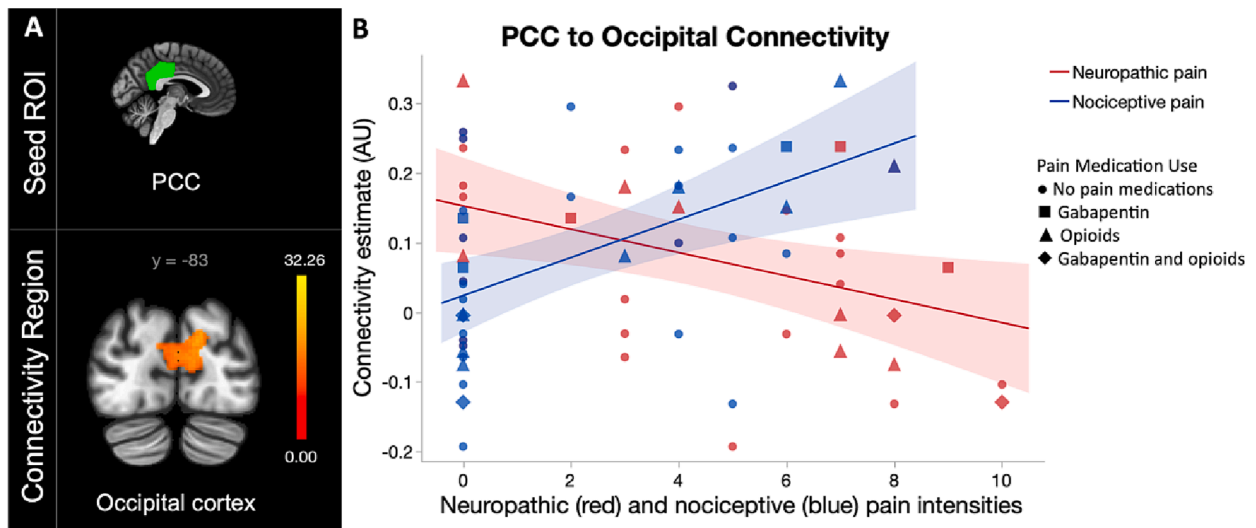 A
Seed ROI
PCC
Connectivity Region
y = -83
32.26
0.00
Occipital cortex
B
PCC to Occipital Connectivity
Connectivity estimate (AU)
0.3
0.2
0.1
0
-0.1
-0.2
0 2 4 6 8 10
Neuropathic (red) and nociceptive (blue) pain intensities
Neuropathic pain
Nociceptive pain
Pain Medication Use
No pain medications
Gabapentin
Opioids
Gabapentin and opioids